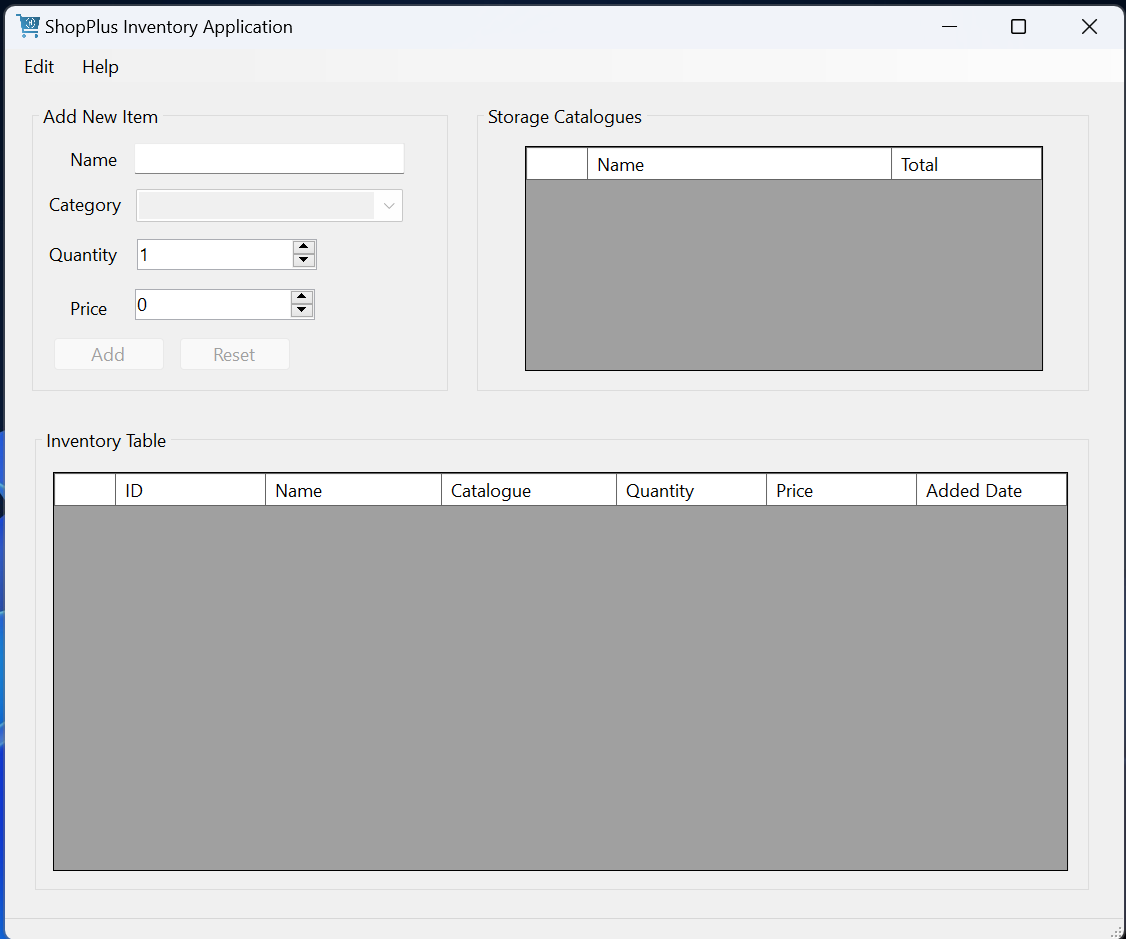 ShopPlus Inventory Application
Edit Help
Add New Item
Name
Category
Quantity 1
Price 0
Add Reset
Storage Catalogues
Name Total
Inventory Table
ID Name Catalogue Quantity Price Added Date